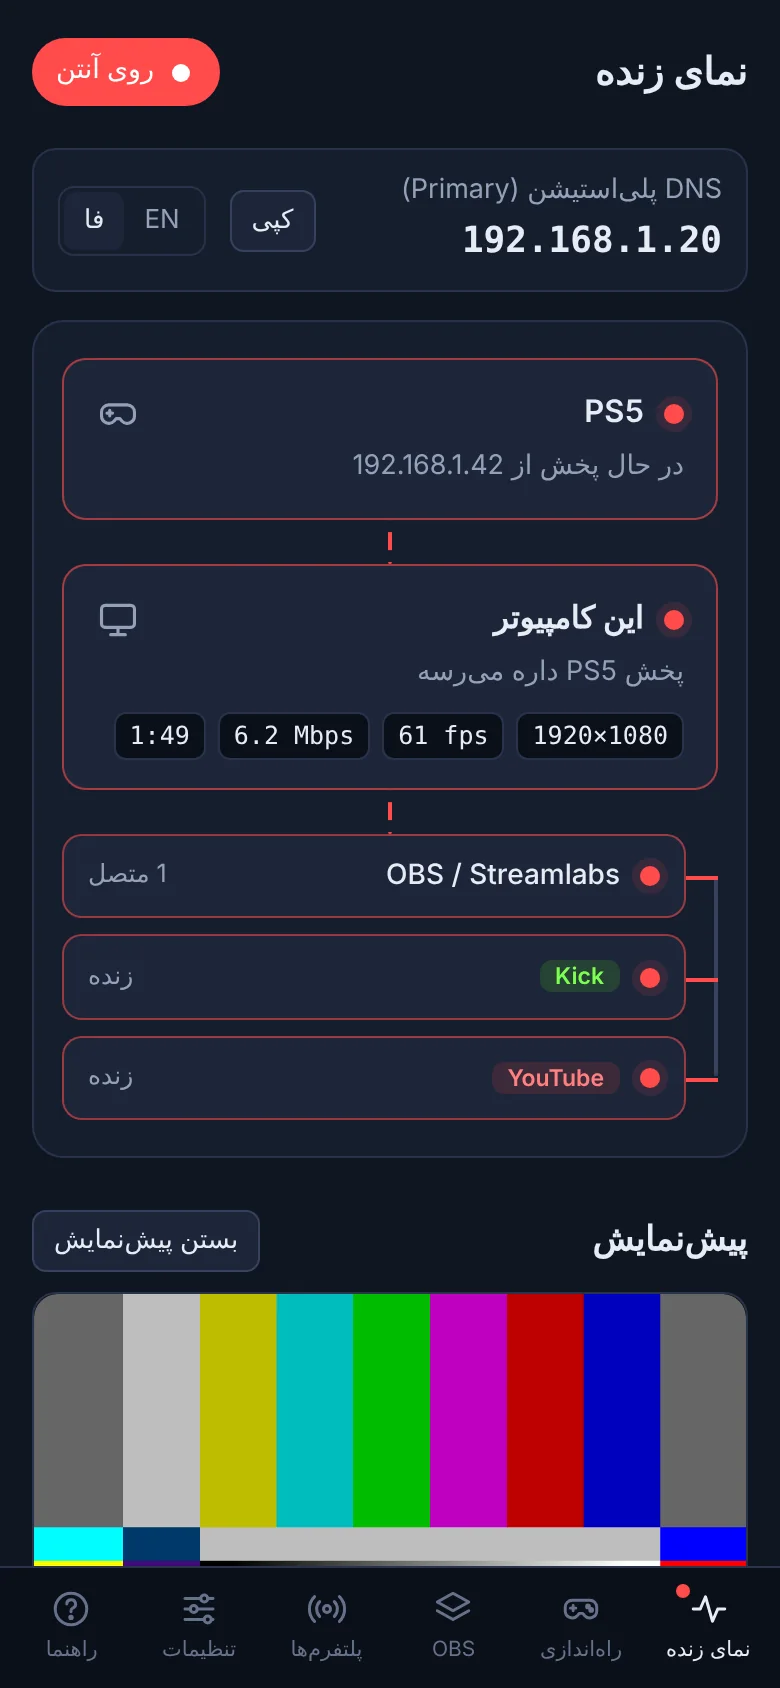 نمای زنده
روی آنتن
DNS پلی‌استیشن (Primary)
192.168.1.20
کپی
EN
فا
PS5
در حال پخش از 192.168.1.42
این کامپیوتر
پخش PS5 داره می‌رسه
1920×1080
61 fps
6.2 Mbps
1:49
OBS / Streamlabs
1 متصل
Kick
زنده
YouTube
زنده
پیش‌نمایش
بستن پیش‌نمایش
نمای زنده
راه‌اندازی
OBS
پلتفرم‌ها
تنظیمات
راهنما